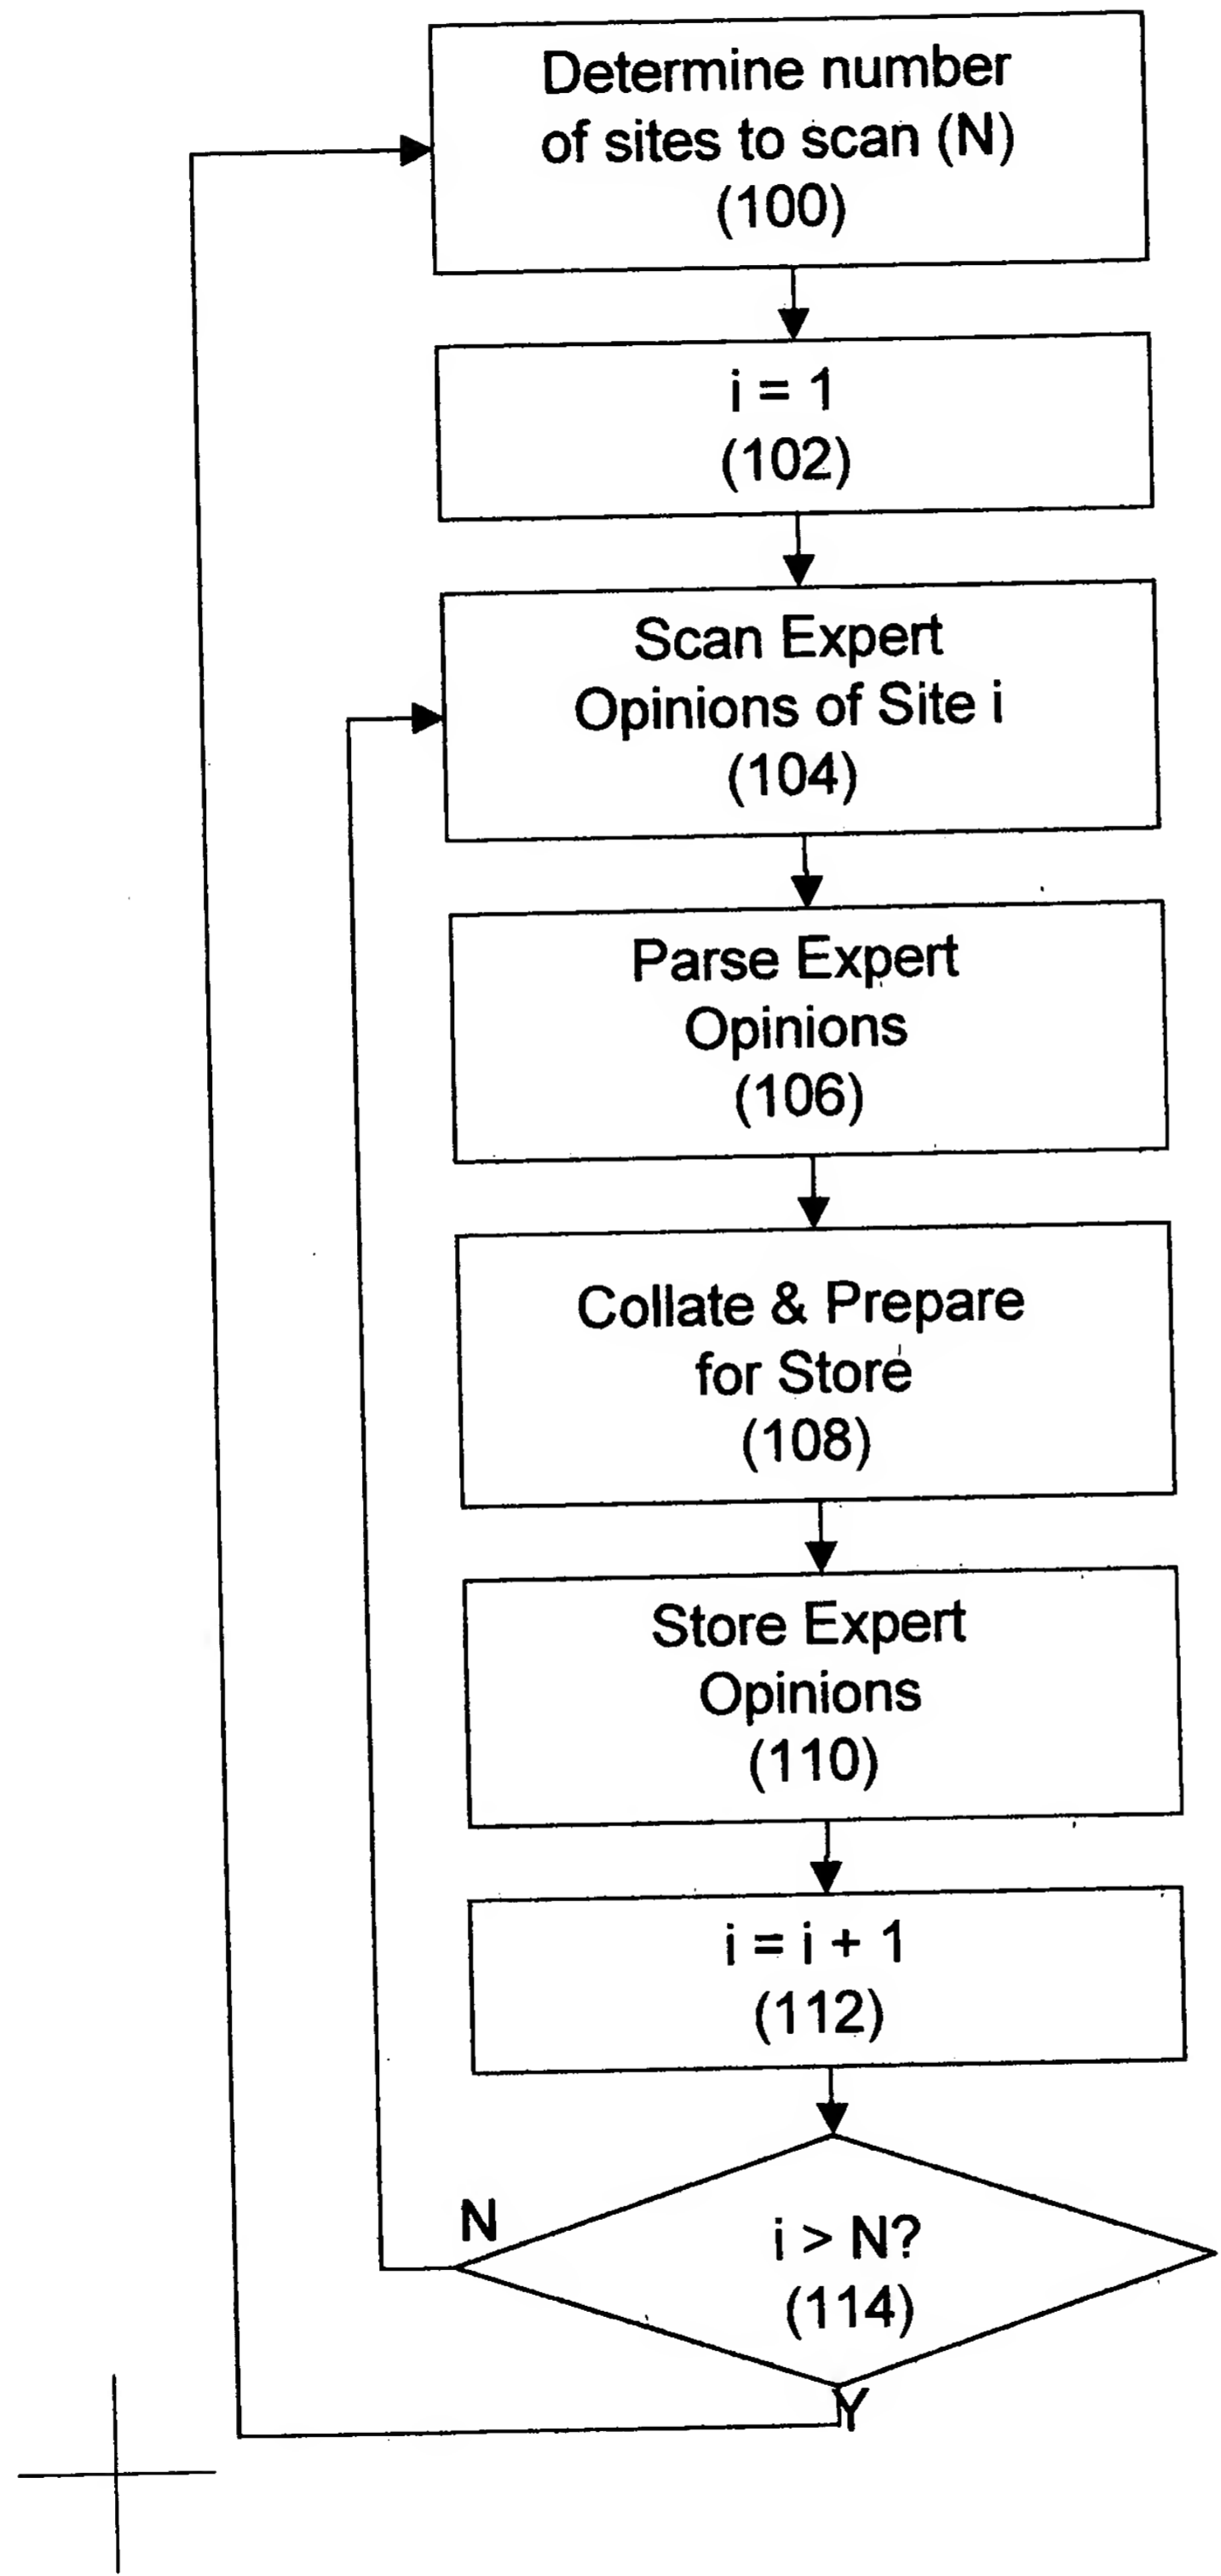 Determine number
of sites to scan (N)
(100)
i = 1
(102)
Scan Expert
Opinions of Site i
(104)
Parse Expert
Opinions
(106)
Collate & Prepare
for Store
(108)
Store Expert
Opinions
(110)
i = i + 1
(112)
N
i > N?
(114)
Y